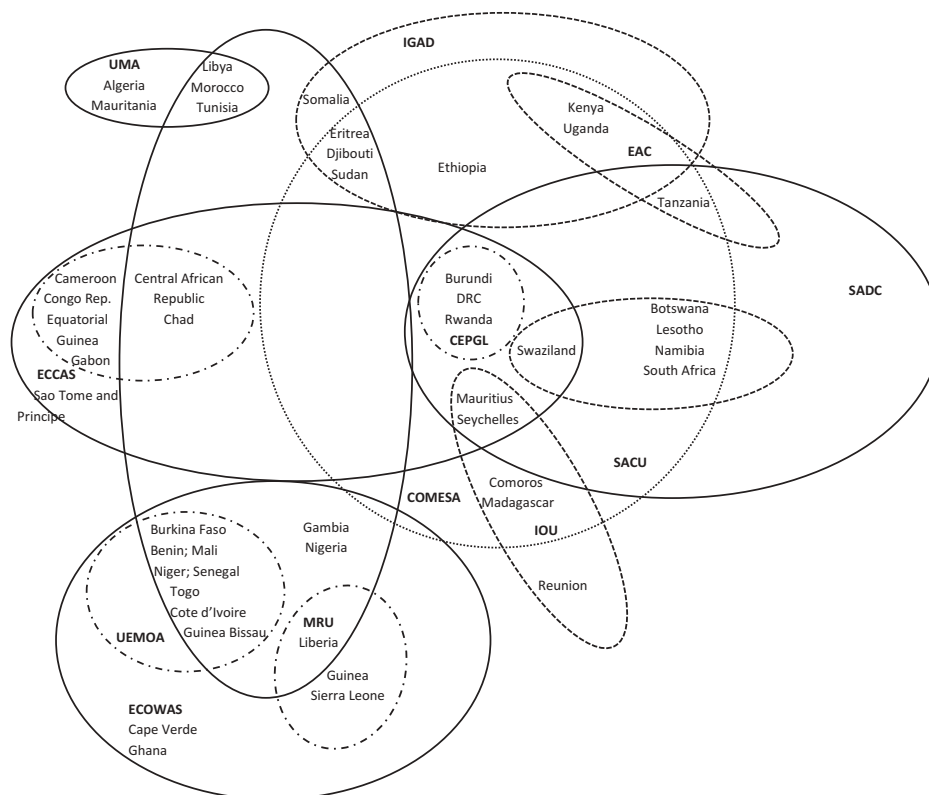 IGAD
UMA
Algeria
Mauritania
Libya
Morocco
Tunisia
Somalia
Eritrea
Djibouti
Sudan
Ethiopia
Kenya
Uganda
EAC
Tanzania
SADC
Cameroon
Congo Rep.
Equatorial
Guinea
Gabon
Central African
Republic
Chad
ECCAS
Sao Tome and
Principe
Burundi
DRC
Rwanda
CEPGL
Swaziland
Botswana
Lesotho
Namibia
South Africa
Mauritius
Seychelles
SACU
COMESA
Comoros
Madagascar
IOU
Reunion
Burkina Faso
Benin; Mali
Niger; Senegal
Togo
Cote d’Ivoire
Guinea Bissau
UEMOA
Gambia
Nigeria
MRU
Liberia
Guinea
Sierra Leone
ECOWAS
Cape Verde
Ghana